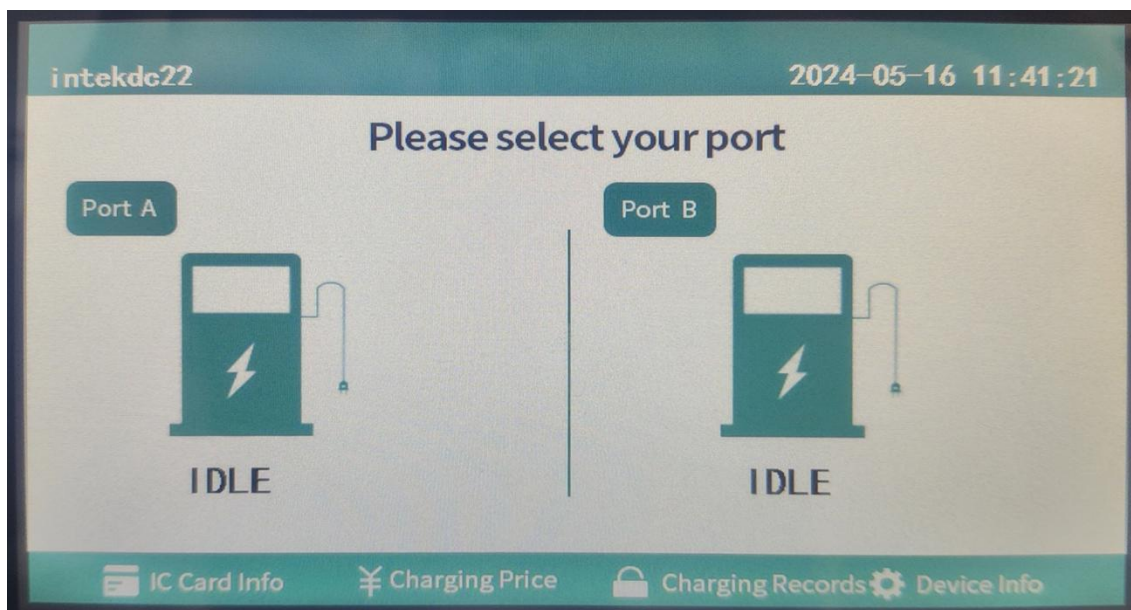 intekdc22 2024-05-16 11:41:21
Please select your port
Port A Port B
IDLE IDLE
IC Card Info ¥ Charging Price Charging Records Device Info